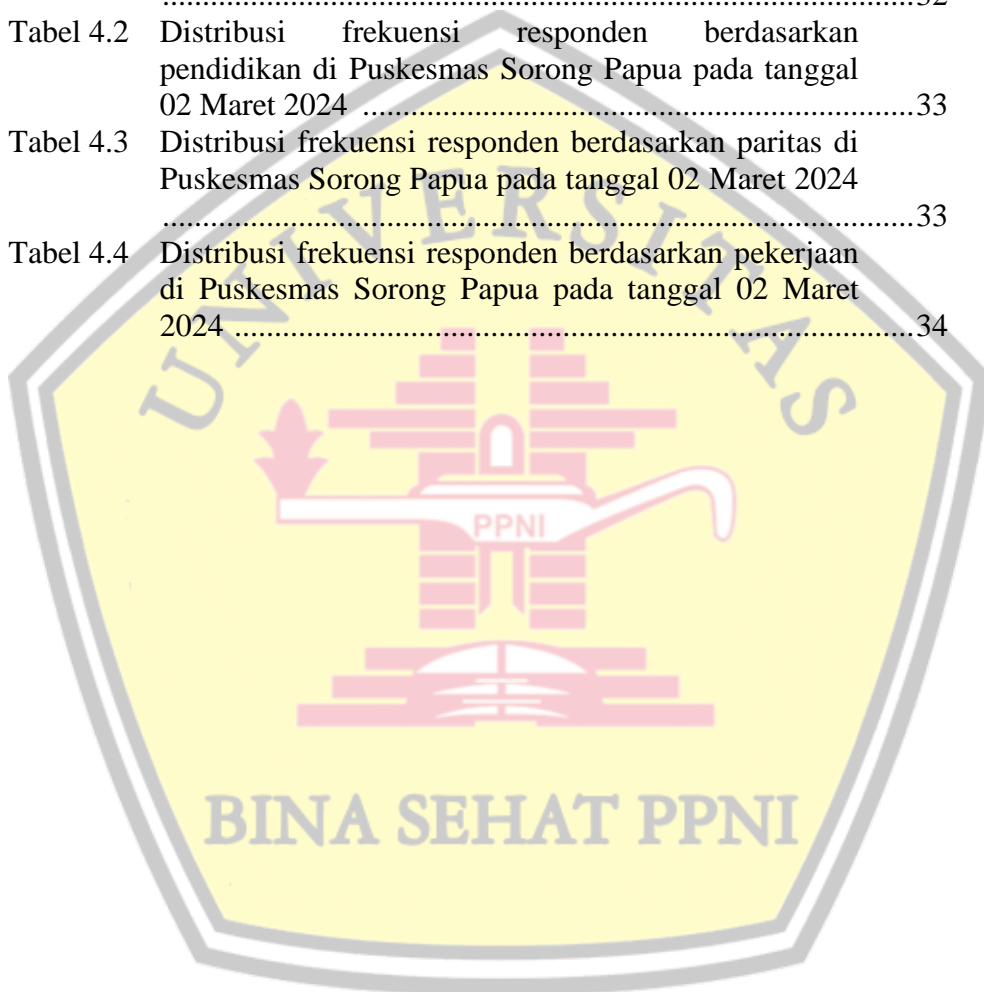 ................................................................................32
Tabel 4.2 Distribusi frekuensi responden berdasarkan
pendidikan di Puskesmas Sorong Papua pada tanggal
02 Maret 2024 ..........................................................33
Tabel 4.3 Distribusi frekuensi responden berdasarkan paritas di
Puskesmas Sorong Papua pada tanggal 02 Maret 2024
................................................................................33
Tabel 4.4 Distribusi frekuensi responden berdasarkan pekerjaan
di Puskesmas Sorong Papua pada tanggal 02 Maret
2024 ........................................................................34
UNIVERSITAS
PPNI
BINA SEHAT PPNI